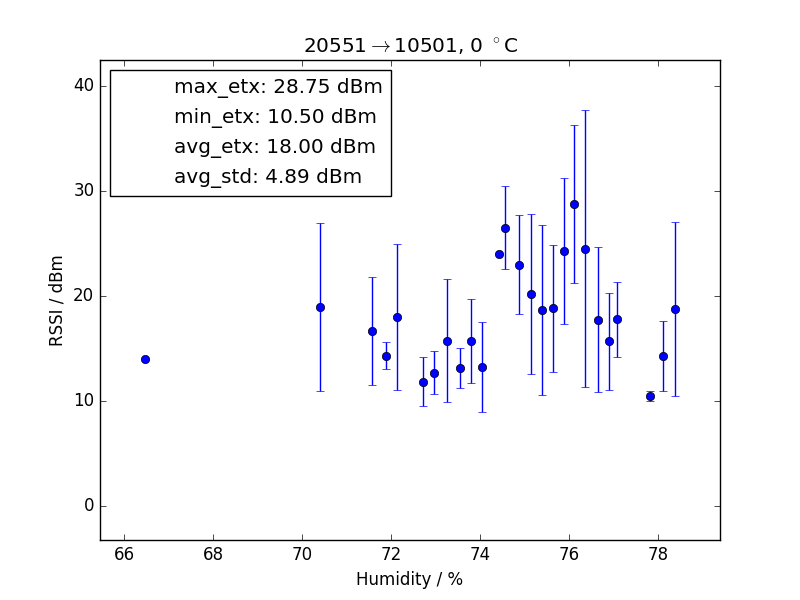 20551→10501, 0 °C
max_etx: 28.75 dBm
min_etx: 10.50 dBm
avg_etx: 18.00 dBm
avg_std: 4.89 dBm
40
30
20
10
0
RSSI / dBm
66 68 70 72 74 76 78
Humidity / %